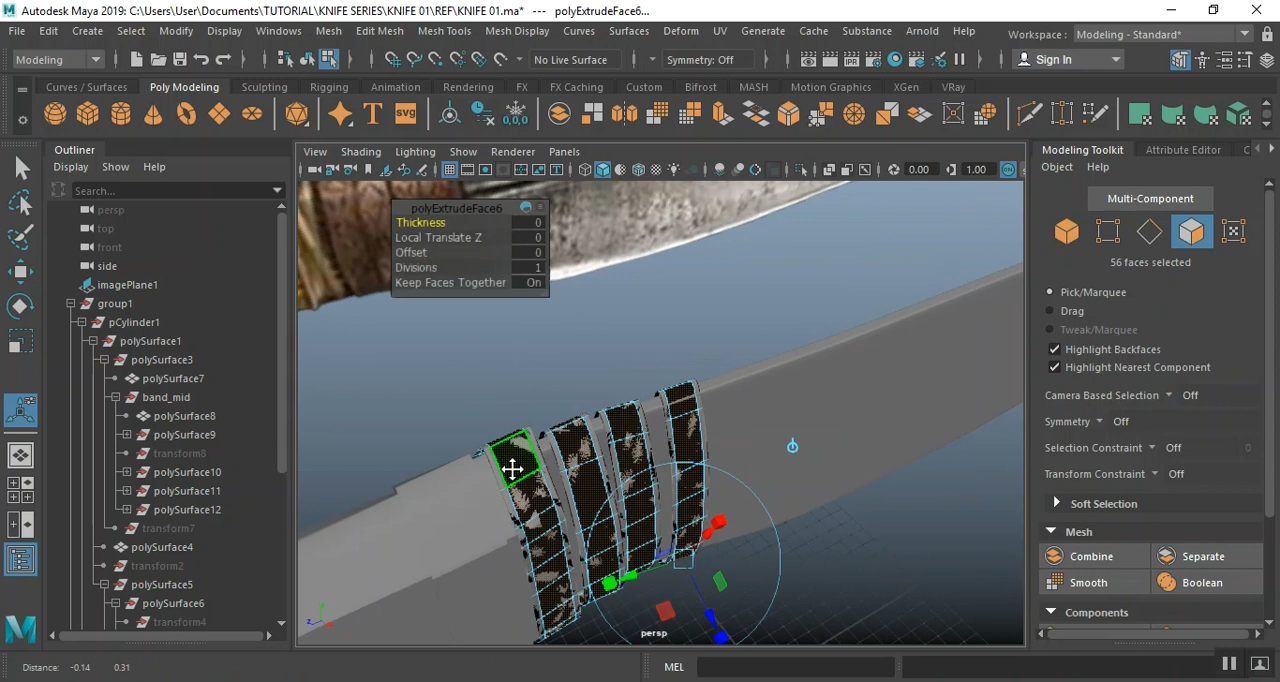 Autodesk Maya 2019: C:\Users\User\Documents\TUTORIAL\KNIFE SERIES\KNIFE 01\REF\KNIFE 01.ma* --- polyExtrudeFace6...
File Edit Create Select Modify Display Windows Mesh Edit Mesh Mesh Tools Mesh Display Curves Surfaces Deform UV Generate Cache Substance Arnold Help Workspace : Modeling - Standard*
Modeling No Live Surface Symmetry: Off Sign In
Curves / Surfaces Poly Modeling Sculpting Rigging Animation Rendering FX FX Caching Custom Bifrost MASH Motion Graphics XGen VRay
SVG 0,0,0
Outliner
Display Show Help
Search...
persp
top
front
side
imagePlane1
group1
pCylinder1
polySurface1
polySurface3
polySurface7
band_mid
polySurface8
polySurface9
transform8
polySurface10
polySurface11
polySurface12
transform7
polySurface4
transform2
polySurface5
polySurface6
transform4
View Shading Lighting Show Renderer Panels
0.00 1.00
polyExtrudeFace6
Thickness 0
Local Translate Z 0
Offset 0
Divisions 1
Keep Faces Together On
persp
Modeling Toolkit Attribute Editor C
Object Help
Multi-Component
56 faces selected
Pick/Marquee
Drag
Tweak/Marquee
Highlight Backfaces
Highlight Nearest Component
Camera Based Selection Off
Symmetry Off
Selection Constraint Off 0
Transform Constraint Off
Soft Selection
Mesh
Combine Separate
Smooth Boolean
Components
Distance: -0.14 0.31 MEL